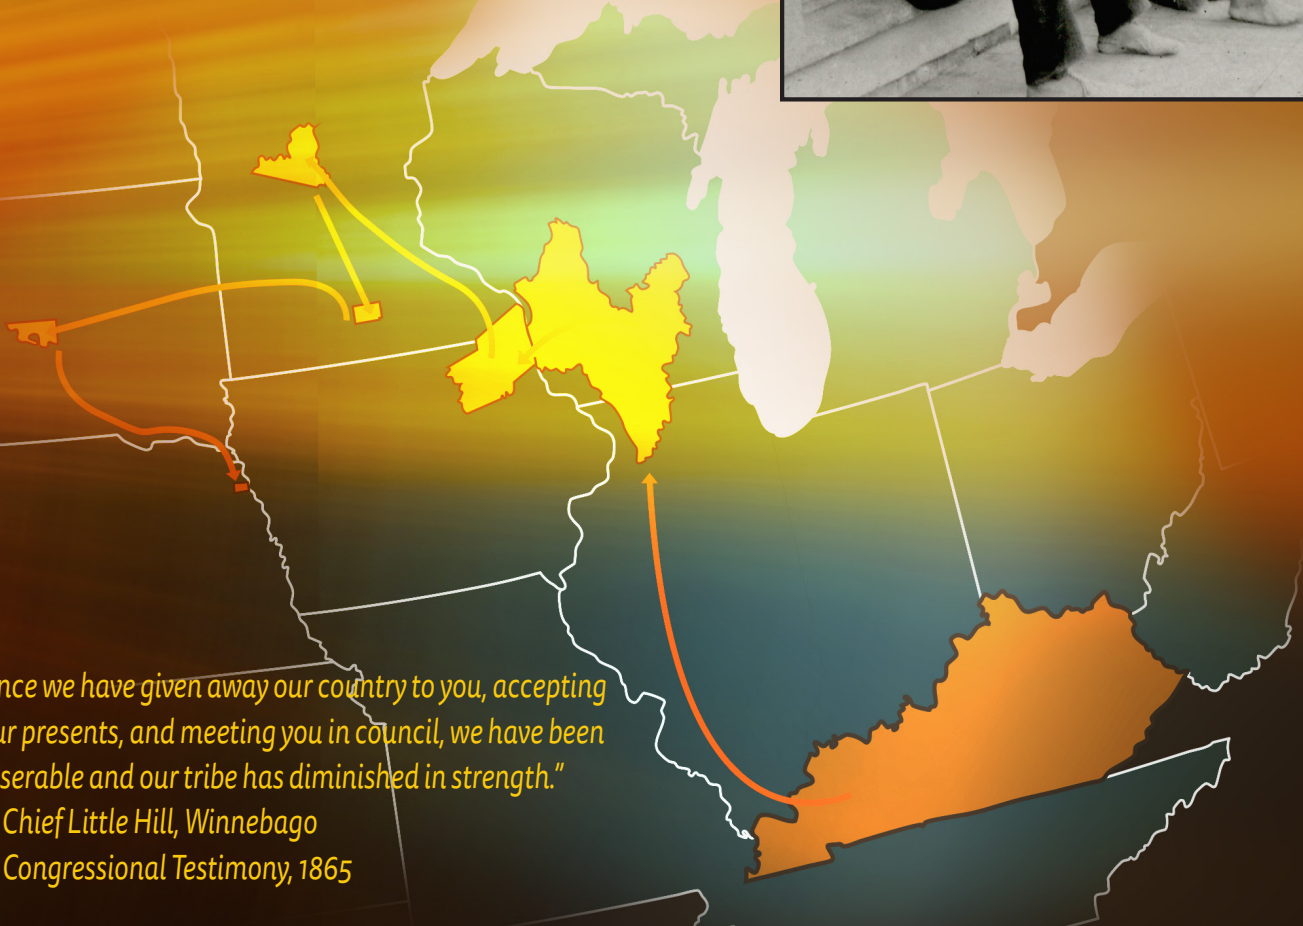 nce we have given away our country to you, accepting
ur presents, and meeting you in council, we have been
serable and our tribe has diminished in strength.”
Chief Little Hill, Winnebago
Congressional Testimony, 1865